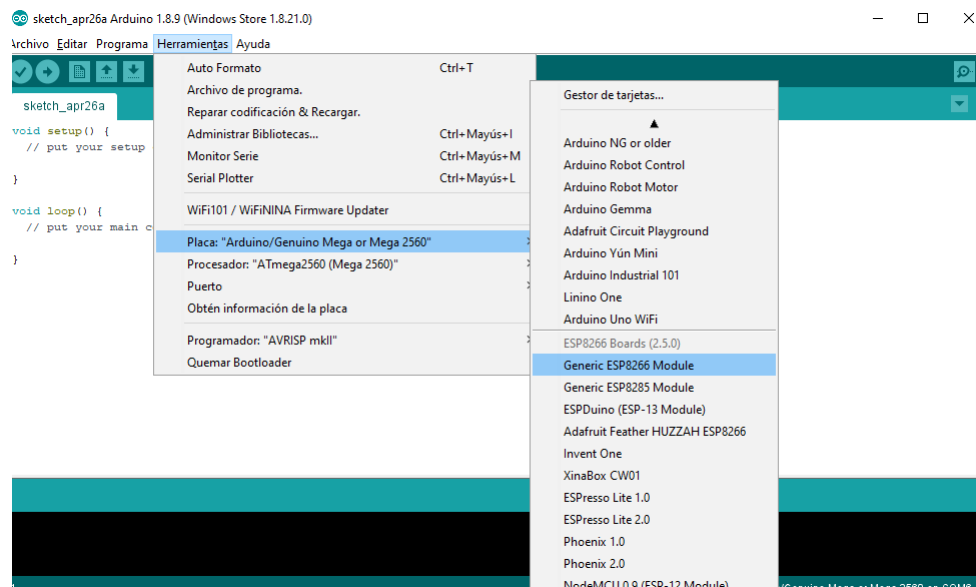 sketch_apr26a Arduino 1.8.9 (Windows Store 1.8.21.0)
Archivo Editar Programa Herramientas Ayuda
sketch_apr26a
void setup() {
// put your setup
}
void loop() {
// put your main c
}
Auto Formato Ctrl+T
Archivo de programa.
Reparar codificación & Recargar.
Administrar Bibliotecas... Ctrl+Mayús+I
Monitor Serie Ctrl+Mayús+M
Serial Plotter Ctrl+Mayús+L
WiFi101 / WiFiNINA Firmware Updater
Placa: "Arduino/Genuino Mega or Mega 2560"
Procesador: "ATmega2560 (Mega 2560)"
Puerto
Obtén información de la placa
Programador: "AVRISP mkII"
Quemar Bootloader
Gestor de tarjetas...
Arduino NG or older
Arduino Robot Control
Arduino Robot Motor
Arduino Gemma
Adafruit Circuit Playground
Arduino Yún Mini
Arduino Industrial 101
Linino One
Arduino Uno WiFi
ESP8266 Boards (2.5.0)
Generic ESP8266 Module
Generic ESP8285 Module
ESPDuino (ESP-13 Module)
Adafruit Feather HUZZAH ESP8266
Invent One
XinaBox CW01
ESPresso Lite 1.0
ESPresso Lite 2.0
Phoenix 1.0
Phoenix 2.0
NodeMCU 0.9 (ESP-12 Module)